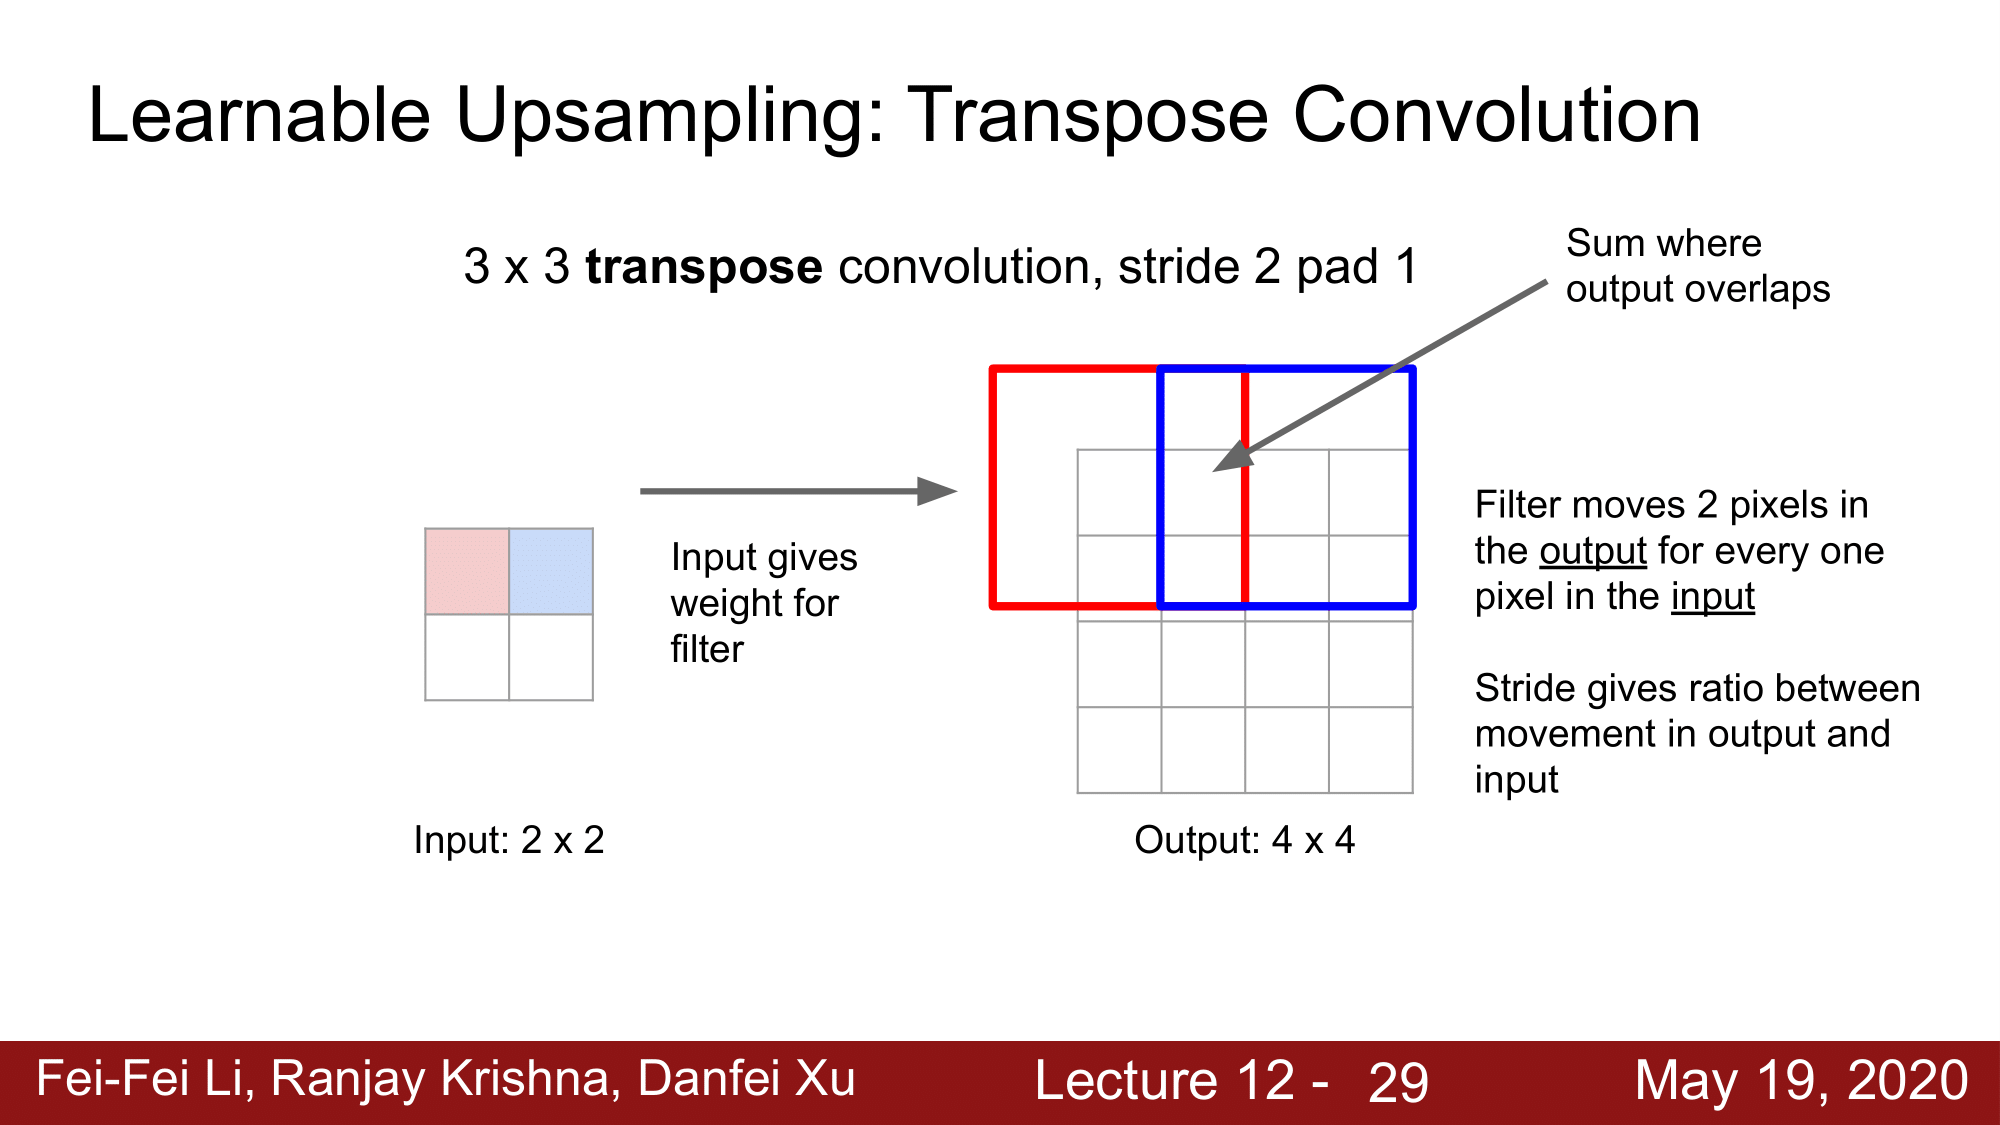 Learnable Upsampling: Transpose Convolution
3 x 3 transpose convolution, stride 2 pad 1
Sum where
output overlaps
Input gives
weight for
filter
Filter moves 2 pixels in
the output for every one
pixel in the input
Stride gives ratio between
movement in output and
input
Input: 2 x 2
Output: 4 x 4
Fei-Fei Li, Ranjay Krishna, Danfei Xu
Lecture 12 - 29
May 19, 2020